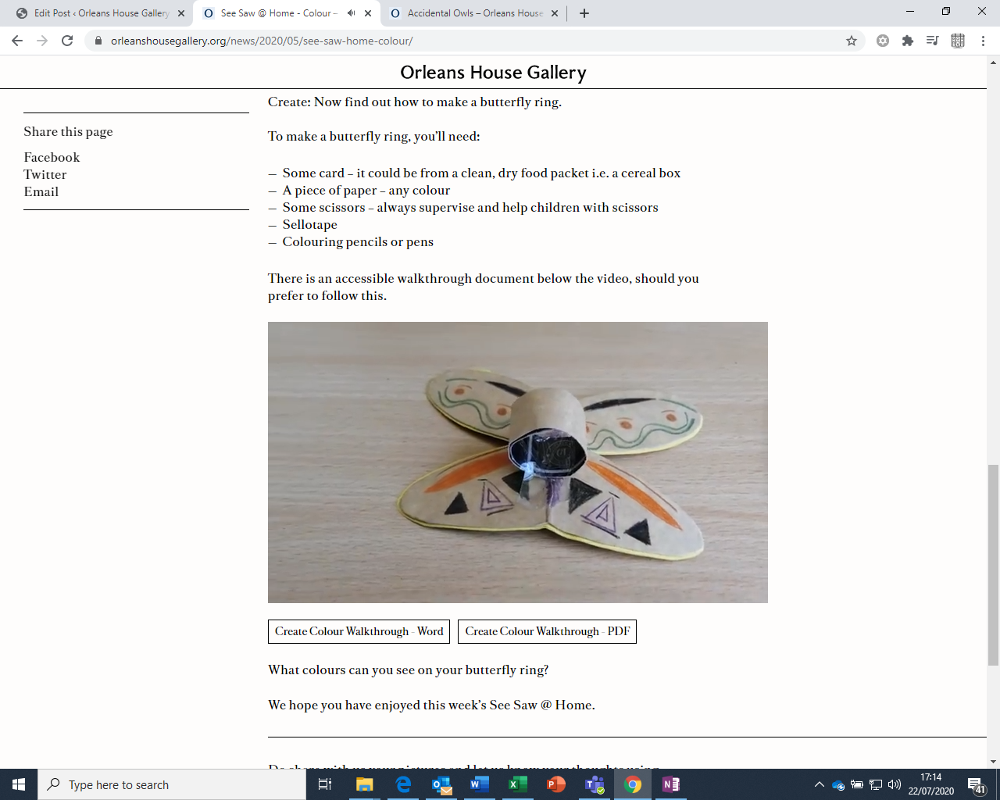 Edit Post ‹ Orleans House Gallery
See Saw @ Home - Colour –
Accidental Owls – Orleans House
orleanshousegallery.org/news/2020/05/see-saw-home-colour/
Orleans House Gallery
Share this page
Facebook
Twitter
Email
Create: Now find out how to make a butterfly ring.
To make a butterfly ring, you’ll need:
– Some card – it could be from a clean, dry food packet i.e. a cereal box
– A piece of paper – any colour
– Some scissors – always supervise and help children with scissors
– Sellotape
– Colouring pencils or pens
There is an accessible walkthrough document below the video, should you
prefer to follow this.
Create Colour Walkthrough - Word
Create Colour Walkthrough - PDF
What colours can you see on your butterfly ring?
We hope you have enjoyed this week’s See Saw @ Home.
Type here to search
17:14
22/07/2020
41